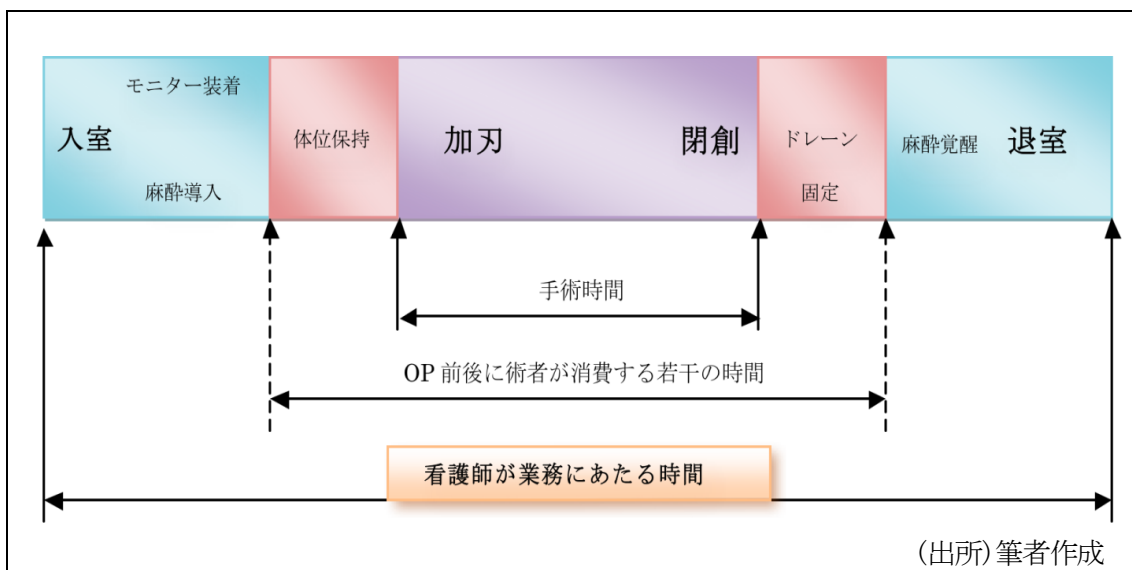 モニター装着
入室
麻酔導入
体位保持
加刃
閉創
ドレーン
固定
麻酔覚醒
退室
手術時間
OP 前後に術者が消費する若干の時間
看護師が業務にあたる時間
(出所)筆者作成